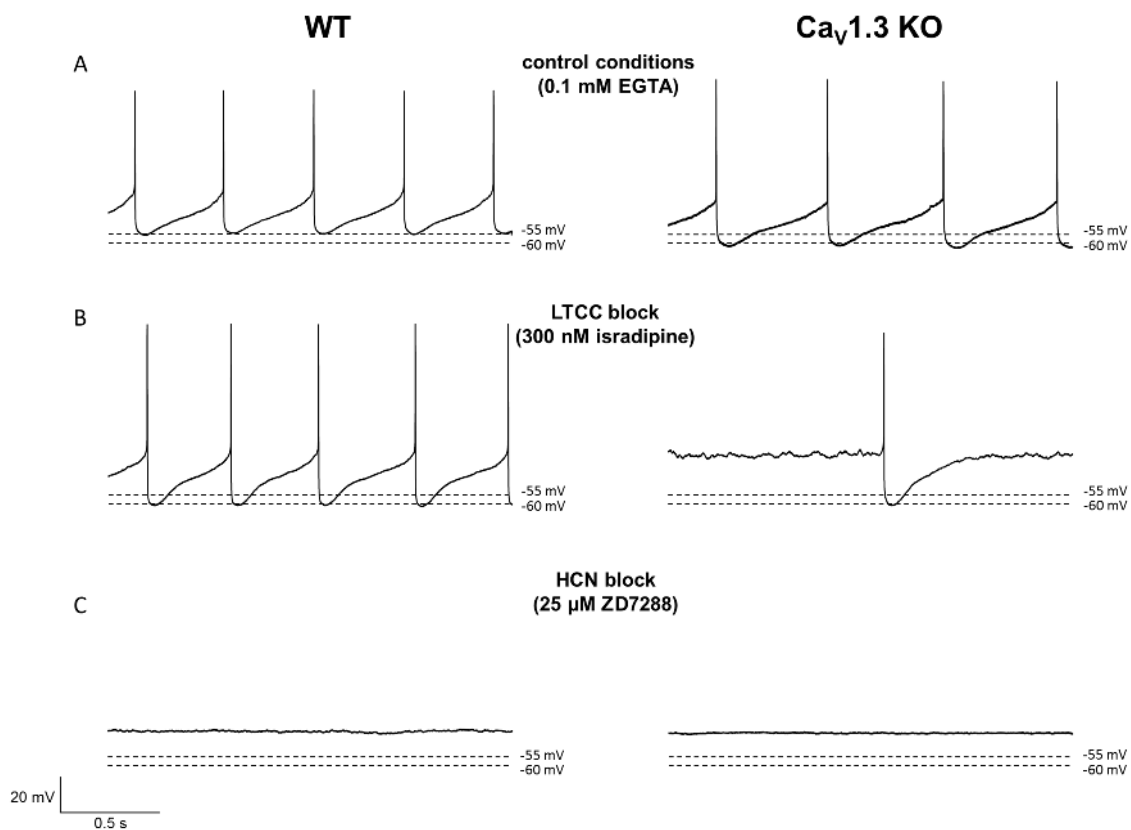 WT
Ca_V1.3 KO
A
control conditions
(0.1 mM EGTA)
-55 mV
-60 mV
-55 mV
-60 mV
B
LTCC block
(300 nM isradipine)
-55 mV
-60 mV
-55 mV
-60 mV
C
HCN block
(25 µM ZD7288)
-55 mV
-60 mV
-55 mV
-60 mV
20 mV
0.5 s